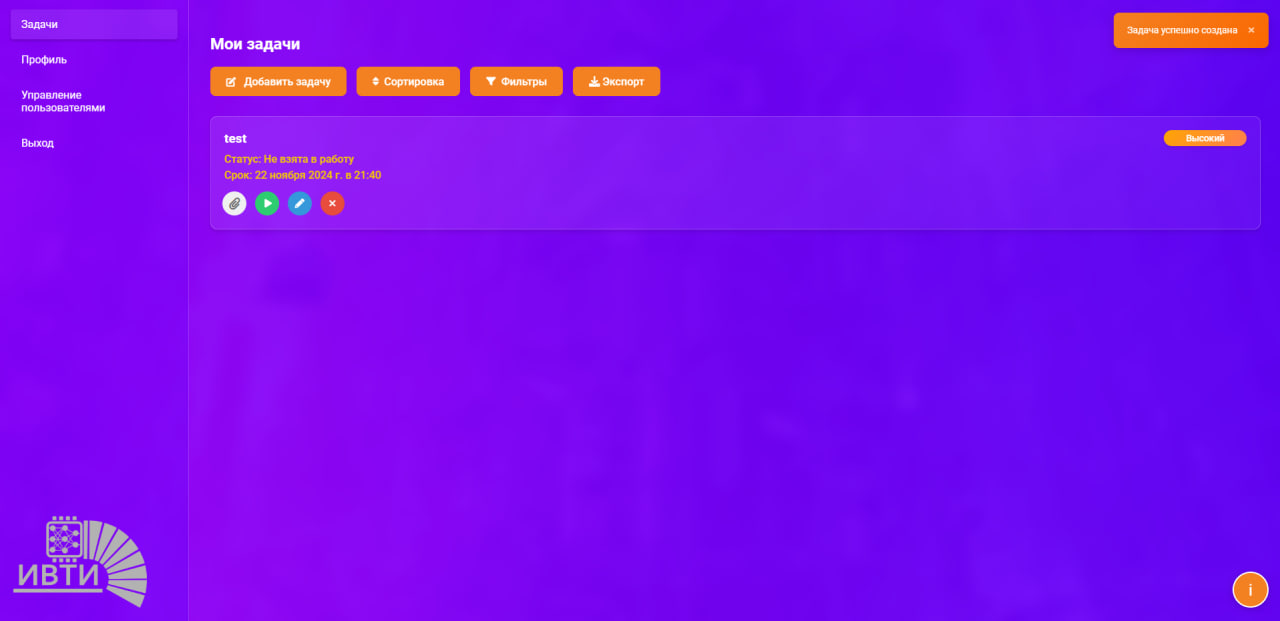 Задачи
Профиль
Управление
пользователями
Выход
ИВТИ
Мои задачи
Добавить задачу
Сортировка
Фильтры
Экспорт
Задача успешно создана ×
test
Высокий
Статус: Не взята в работу
Срок: 22 ноября 2024 г. в 21:40
i